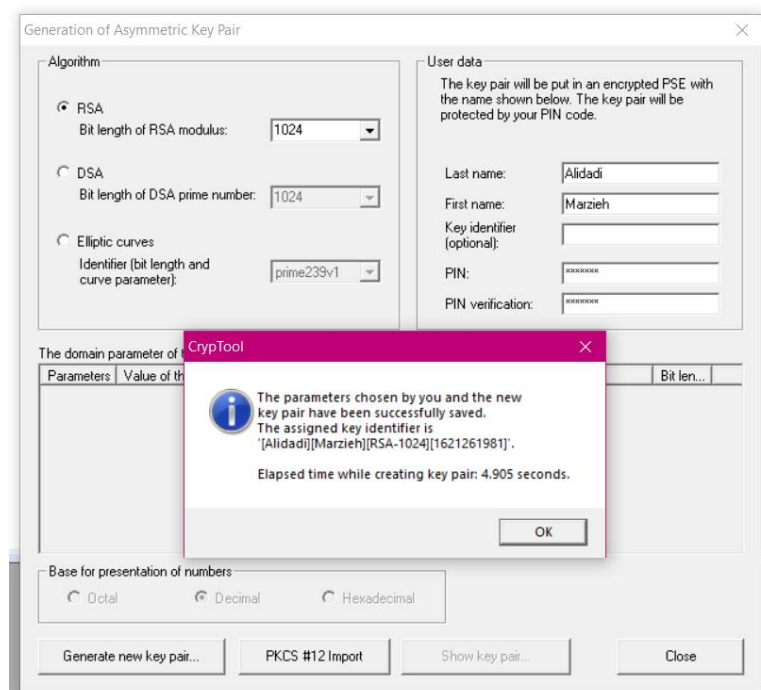 Generation of Asymmetric Key Pair
Algorithm
RSA
Bit length of RSA modulus: 1024
DSA
Bit length of DSA prime number: 1024
Elliptic curves
Identifier (bit length and
curve parameter): prime239v1
User data
The key pair will be put in an encrypted PSE with
the name shown below. The key pair will be
protected by your PIN code.
Last name: Alidadi
First name: Marzieh
Key identifier
(optional):
PIN: *******
PIN verification: *******
The domain parameter of
Parameters Value of th Bit len...
CrypTool
The parameters chosen by you and the new
key pair have been successfully saved.
The assigned key identifier is
'[Alidadi][Marzieh][RSA-1024][1621261981]'.
Elapsed time while creating key pair: 4.905 seconds.
OK
Base for presentation of numbers
Octal Decimal Hexadecimal
Generate new key pair... PKCS #12 Import Show key pair... Close